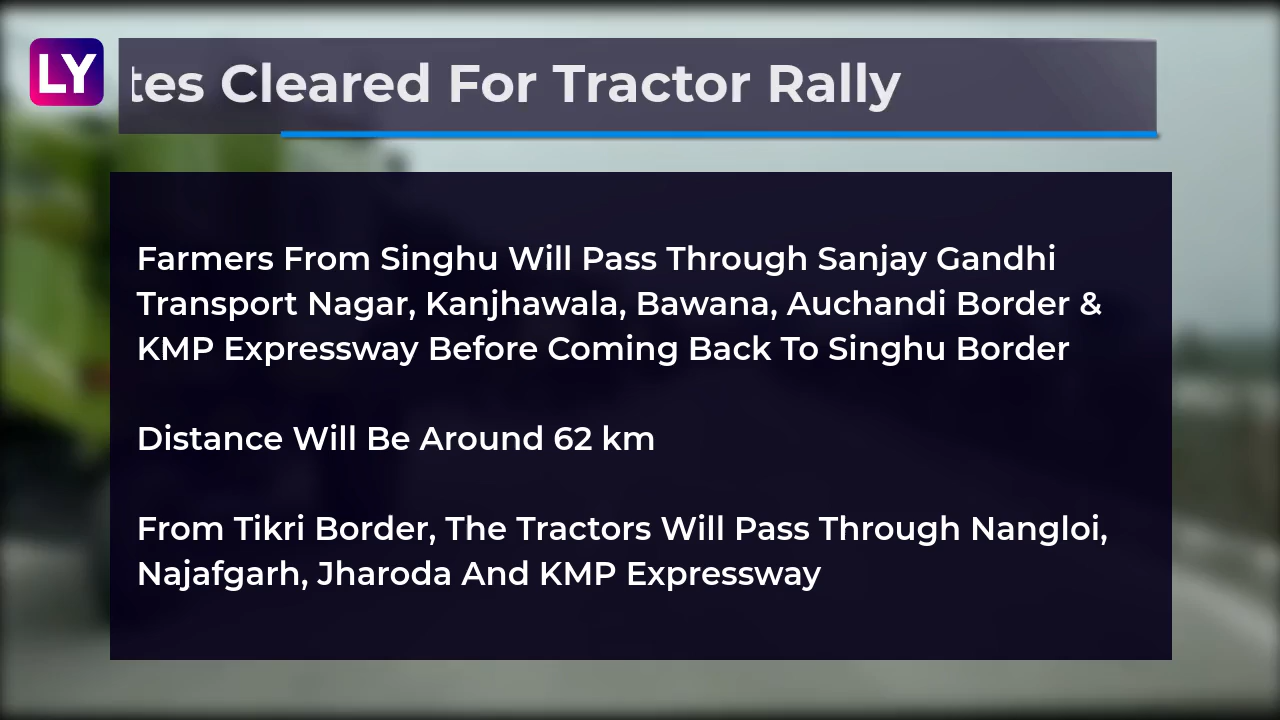 LY
tes Cleared For Tractor Rally
Farmers From Singhu Will Pass Through Sanjay Gandhi
Transport Nagar, Kanjhawala, Bawana, Auchandi Border &
KMP Expressway Before Coming Back To Singhu Border
Distance Will Be Around 62 km
From Tikri Border, The Tractors Will Pass Through Nangloi,
Najafgarh, Jharoda And KMP Expressway